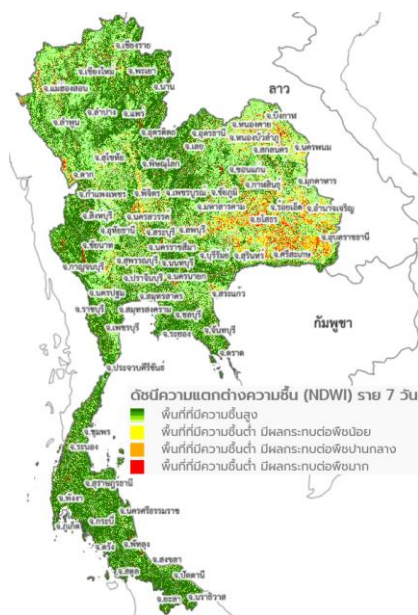 จ.เชียงราย
จ.เชียงใหม่
จ.พะเยา
จ.แม่ฮ่องสอน
จ.น่าน
ลาว
จ.ลำปาง
จ.แพร่
จ.บึงกาฬ
จ.หนองคาย
จ.ลำพูน
จ.อุตรดิตถ์
จ.อุดรธานี
จ.หนองบัวลำภู
จ.เลย
จ.สกลนคร
จ.นครพนม
จ.สุโขทัย
จ.พิษณุโลก
จ.ขอนแก่น
จ.ตาก
จ.กาฬสินธุ์
จ.มุกดาหาร
จ.กำแพงเพชร
จ.พิจิตร
จ.เพชรบูรณ์
จ.ชัยภูมิ
จ.มหาสารคาม
จ.ร้อยเอ็ด
จ.อำนาจเจริญ
จ.สิงห์บุรี
จ.นครสวรรค์
จ.ยโสธร
จ.อุทัยธานี
จ.สระบุรี
จ.ลพบุรี
จ.อุบลราชธานี
จ.ชัยนาท
จ.นครราชสีมา
จ.บุรีรัมย์
จ.สุรินทร์
จ.ศรีสะเกษ
จ.กาญจนบุรี
จ.สุพรรณบุรี
จ.นนทบุรี
จ.ปราจีนบุรี
จ.นครนายก
จ.นครปฐม
จ.สมุทรสาคร
จ.สระแก้ว
จ.ราชบุรี
จ.สมุทรสงคราม
จ.ชลบุรี
กัมพูชา
จ.เพชรบุรี
จ.ระยอง
จ.จันทบุรี
จ.ตราด
จ.ประจวบคีรีขันธ์
ดัชนีความแตกต่างความชื้น (NDWI) ราย 7 วัน
พื้นที่ที่มีความชื้นสูง
พื้นที่ที่มีความชื้นต่ำ มีผลกระทบต่อพืชน้อย
พื้นที่ที่มีความชื้นต่ำ มีผลกระทบต่อพืชปานกลาง
พื้นที่ที่มีความชื้นต่ำ มีผลกระทบต่อพืชมาก
จ.ชุมพร
จ.ระนอง
จ.สุราษฎร์ธานี
จ.พังงา
จ.นครศรีธรรมราช
จ.ภูเก็ต
จ.กระบี่
จ.ตรัง
จ.พัทลุง
จ.สงขลา
จ.สตูล
จ.ปัตตานี
จ.ยะลา
จ.นราธิวาส